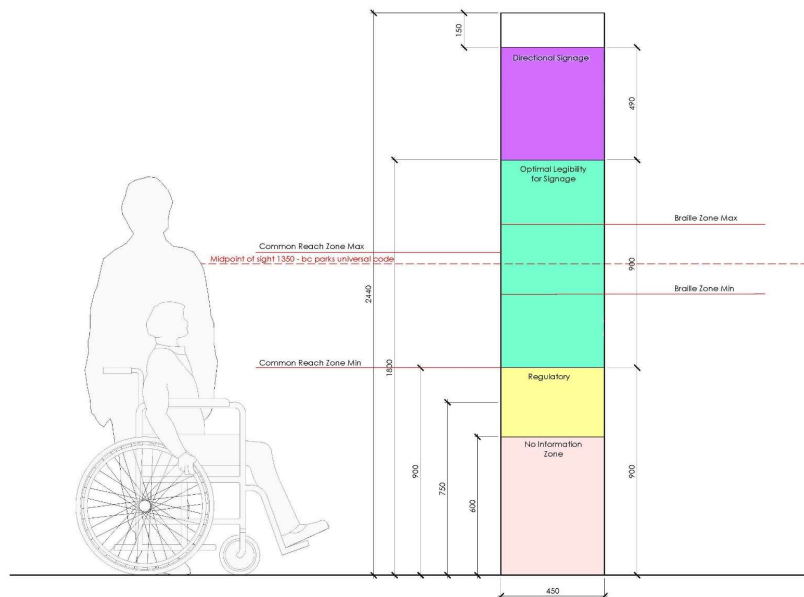 150
Directional Signage
490
Optimal Legibility
for Signage
Braille Zone Max
Common Reach Zone Max
Midpoint of sight 1350 - bc parks universal code
900
2440
Braille Zone Min
1800
Common Reach Zone Min
Regulatory
No Information
Zone
900
750
600
900
450